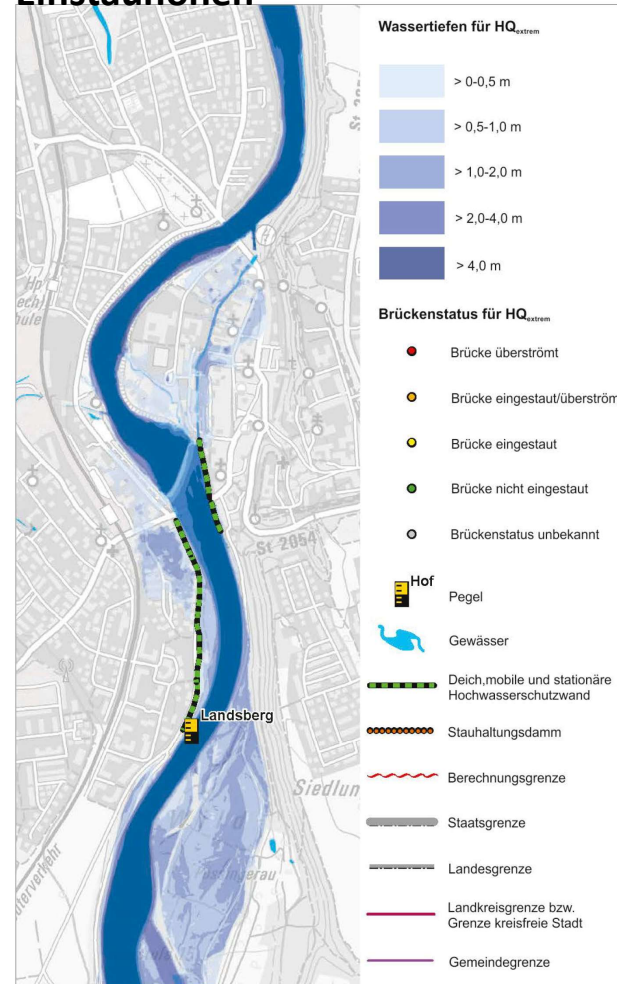 Einstauhöhen
Wassertiefen für HQextrem
> 0-0,5 m
> 0,5-1,0 m
> 1,0-2,0 m
> 2,0-4,0 m
> 4,0 m
Brückenstatus für HQextrem
Brücke überströmt
Brücke eingestaut/überström
Brücke eingestaut
Brücke nicht eingestaut
Brückenstatus unbekannt
Hof
Pegel
Gewässer
Deich,mobile und stationäre
Hochwasserschutzwand
Stauhaltungsdamm
Berechnungsgrenze
Staatsgrenze
Landesgrenze
Landkreisgrenze bzw.
Grenze kreisfreie Stadt
Gemeindegrenze
Hp
St 2054
Landsberg
Siedlun